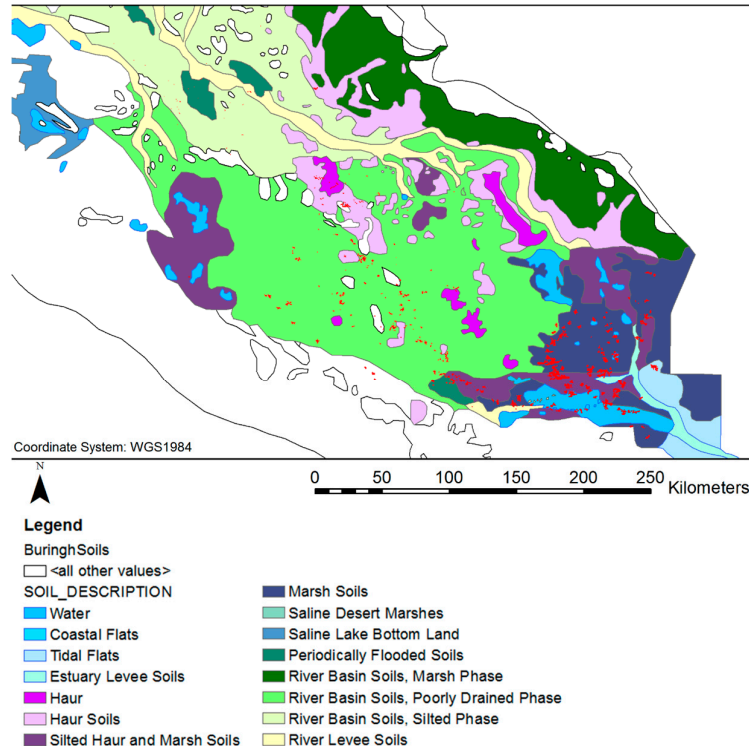 Coordinate System: WGS1984
N
0 50 100 150 200 250 Kilometers
Legend
BuringhSoils
<all other values>
SOIL_DESCRIPTION
Water
Coastal Flats
Tidal Flats
Estuary Levee Soils
Haur
Haur Soils
Silted Haur and Marsh Soils
Marsh Soils
Saline Desert Marshes
Saline Lake Bottom Land
Periodically Flooded Soils
River Basin Soils, Marsh Phase
River Basin Soils, Poorly Drained Phase
River Basin Soils, Silted Phase
River Levee Soils